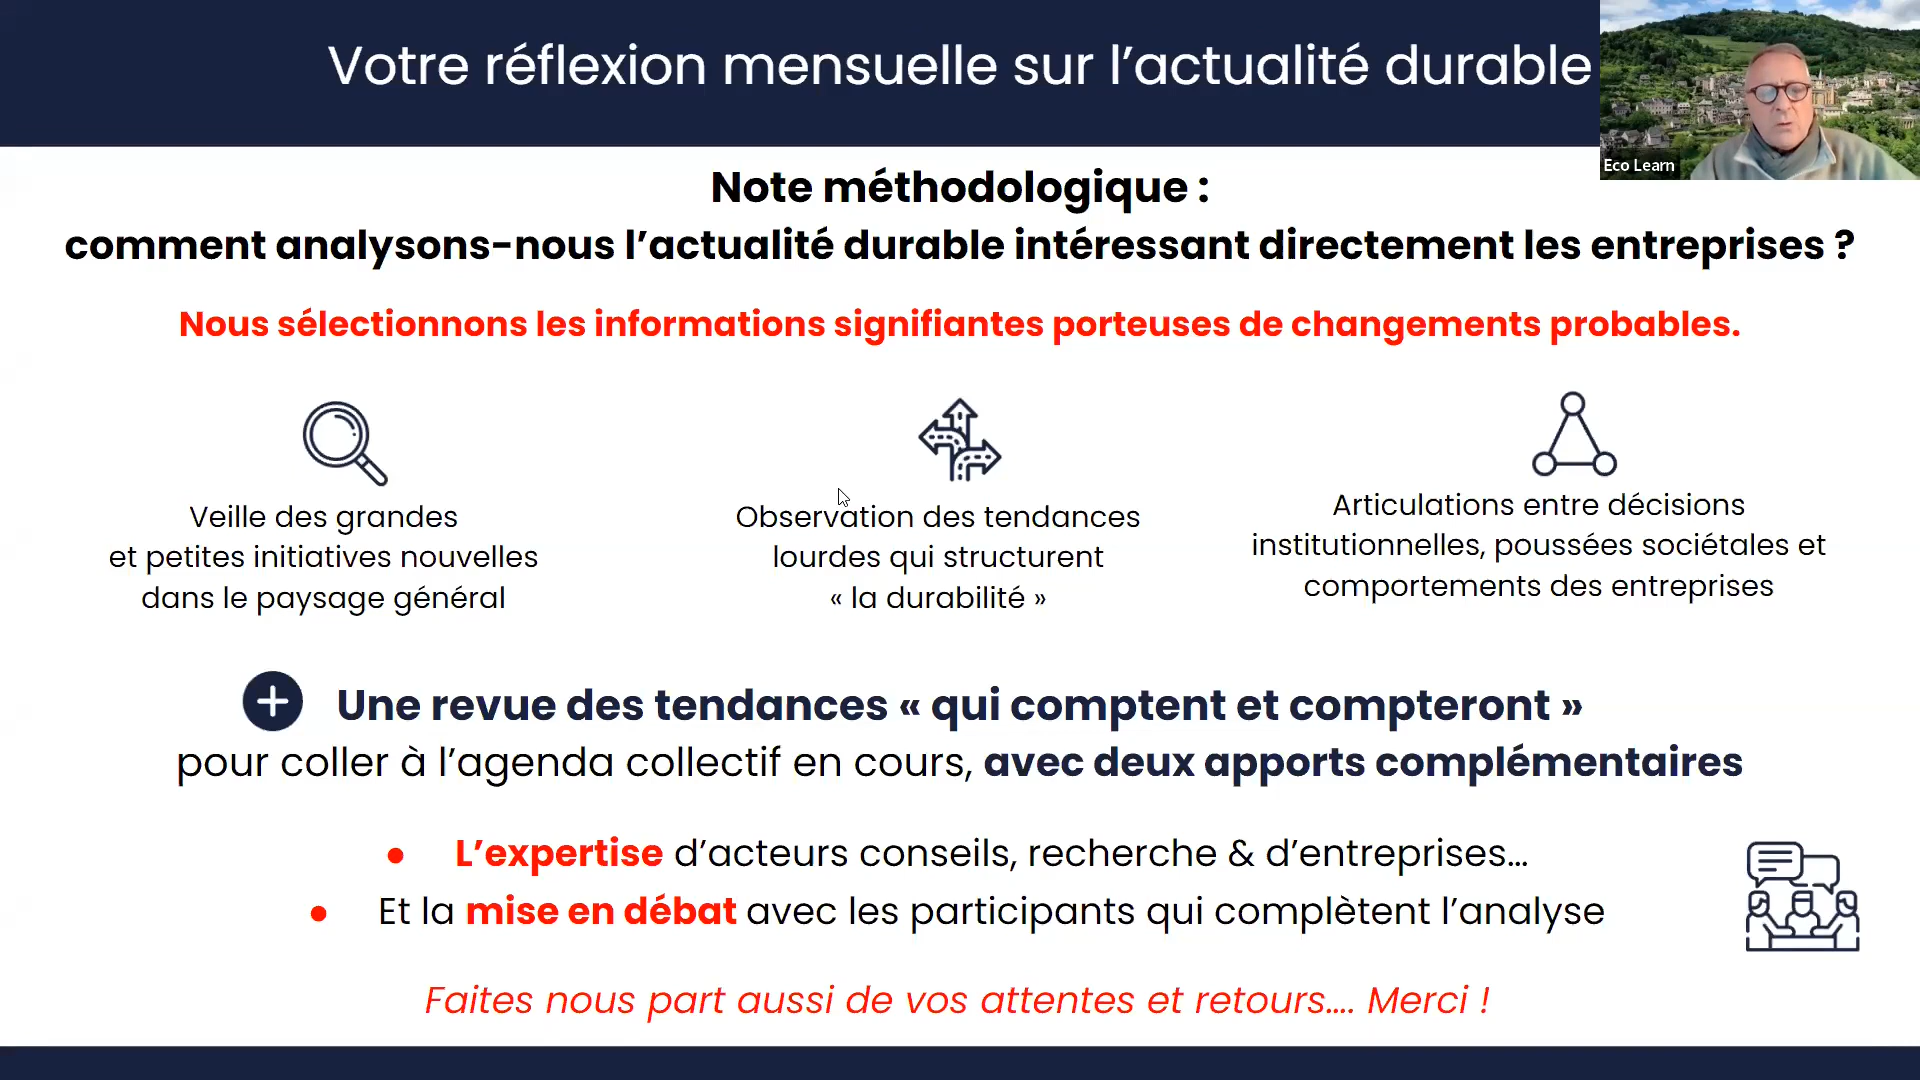 Votre réflexion mensuelle sur l’actualité durable
Eco Learn
Note méthodologique :
comment analysons-nous l’actualité durable intéressant directement les entreprises ?
Nous sélectionnons les informations signifiantes porteuses de changements probables.
Veille des grandes
et petites initiatives nouvelles
dans le paysage général
Observation des tendances
lourdes qui structurent
« la durabilité »
Articulations entre décisions
institutionnelles, poussées sociétales et
comportements des entreprises
Une revue des tendances « qui comptent et compteront »
pour coller à l’agenda collectif en cours, avec deux apports complémentaires
● L’expertise d’acteurs conseils, recherche & d’entreprises...
● Et la mise en débat avec les participants qui complètent l’analyse
Faites nous part aussi de vos attentes et retours.... Merci !